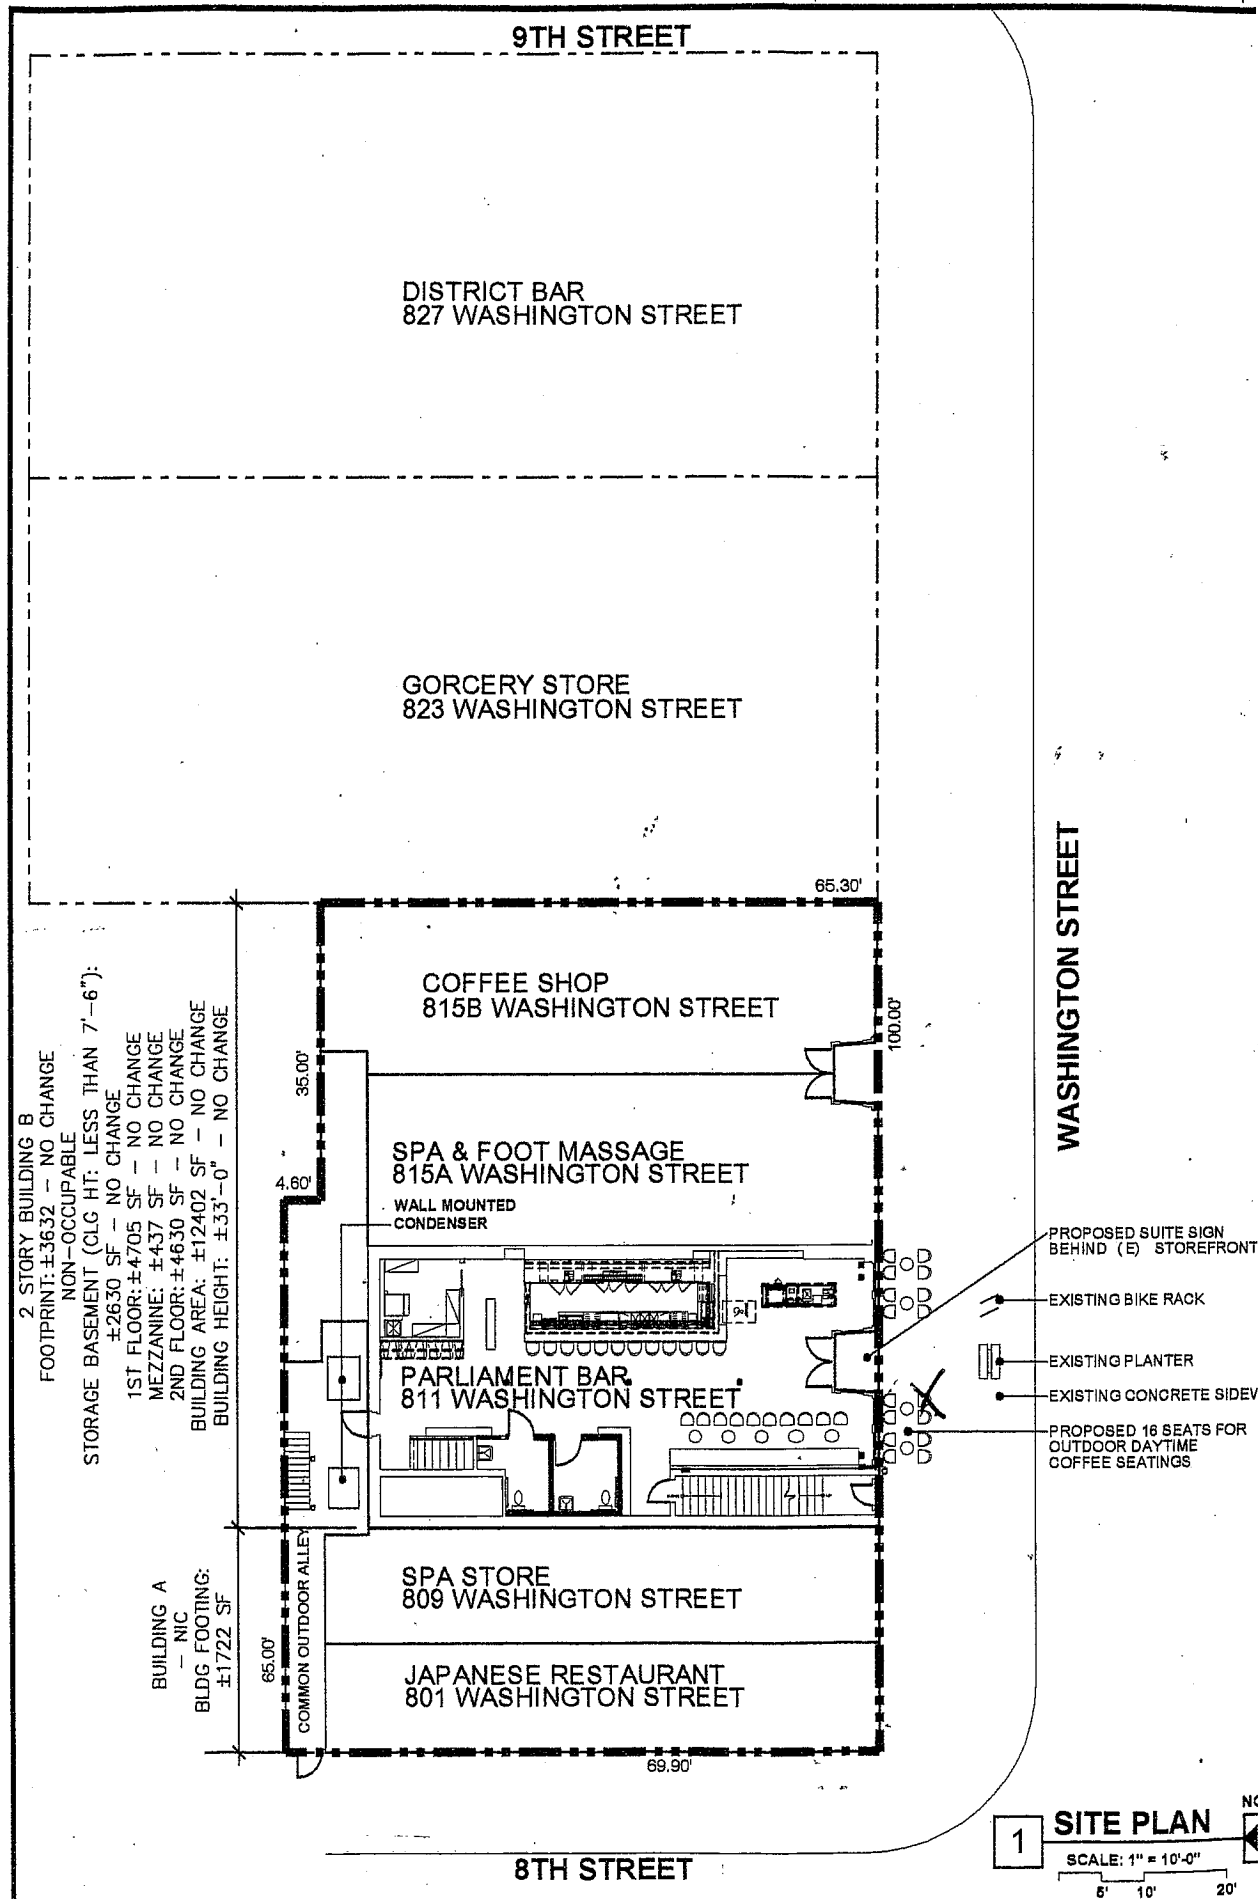 9TH STREET
DISTRICT BAR
827 WASHINGTON STREET
GORCERY STORE
823 WASHINGTON STREET
65.30'
COFFEE SHOP
815B WASHINGTON STREET
100.00'
35.00'
SPA & FOOT MASSAGE
815A WASHINGTON STREET
4.60'
WALL MOUNTED
CONDENSER
PARLIAMENT BAR
811 WASHINGTON STREET
SPA STORE
809 WASHINGTON STREET
JAPANESE RESTAURANT
801 WASHINGTON STREET
COMMON OUTDOOR ALLEY
65.00'
69.90'
2 STORY BUILDING B
FOOTPRINT: ±3632 - NO CHANGE
NON-OCCUPABLE
STORAGE BASEMENT (CLG HT: LESS THAN 7'-6"):
±2630 SF - NO CHANGE
1ST FLOOR: ±4705 SF - NO CHANGE
MEZZANINE: ±437 SF - NO CHANGE
2ND FLOOR: ±4630 SF - NO CHANGE
BUILDING AREA: ±12402 SF - NO CHANGE
BUILDING HEIGHT: ±33'-0" - NO CHANGE
BUILDING A
- NIC
BLDG FOOTING:
±1722 SF
WASHINGTON STREET
PROPOSED SUITE SIGN
BEHIND (E) STOREFRONT
EXISTING BIKE RACK
EXISTING PLANTER
EXISTING CONCRETE SIDEW
PROPOSED 16 SEATS FOR
OUTDOOR DAYTIME
COFFEE SEATINGS
8TH STREET
1
SITE PLAN
SCALE: 1" = 10'-0"
5' 10' 20'